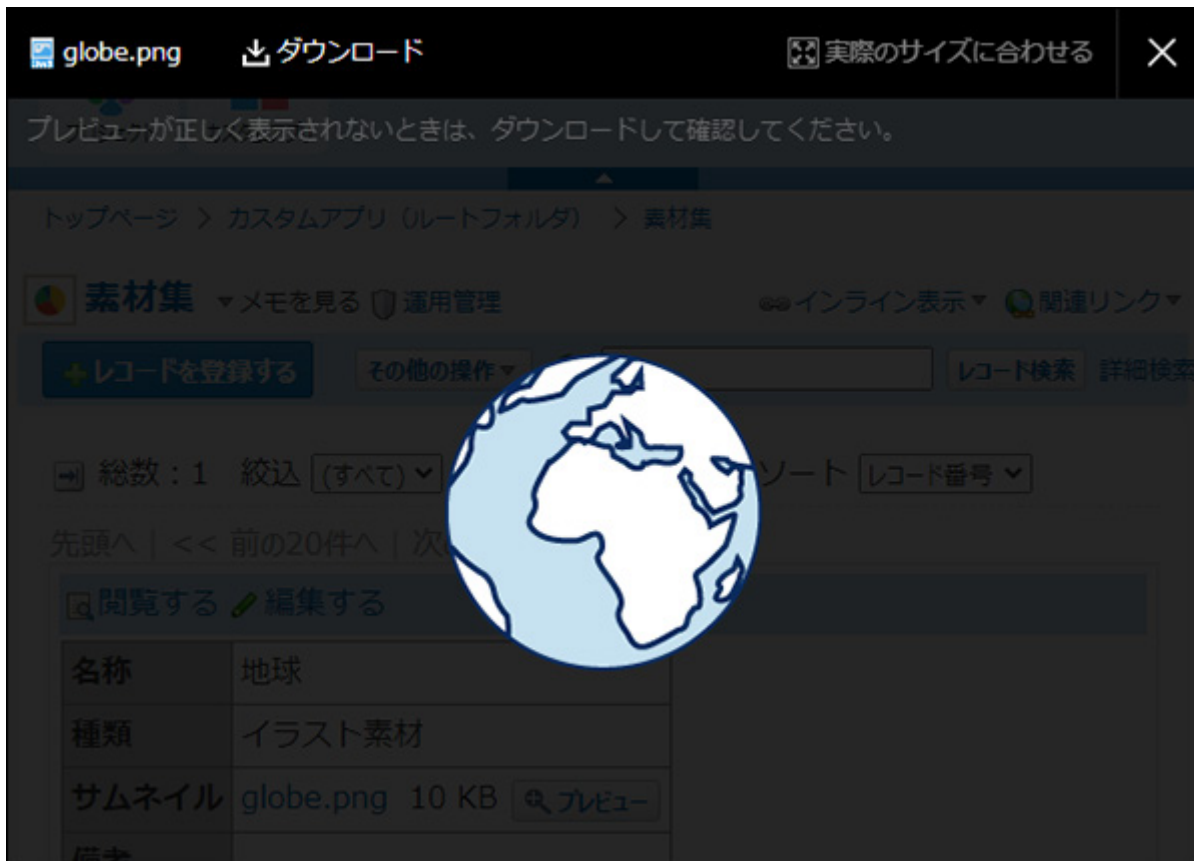 globe.png ダウンロード 実際のサイズに合わせる
プレビューが正しく表示されないときは、ダウンロードして確認してください。
トップページ > カスタムアプリ（ルートフォルダ） > 素材集
素材集 メモを見る 運用管理 インライン表示 関連リンク
レコードを登録する その他の操作 レコード検索 詳細検索
総数：1 絞込 (すべて) ソート レコード番号
先頭へ | << 前の20件へ | 次
閲覧する 編集する
名称 地球
種類 イラスト素材
サムネイル globe.png 10 KB プレビュー
備考